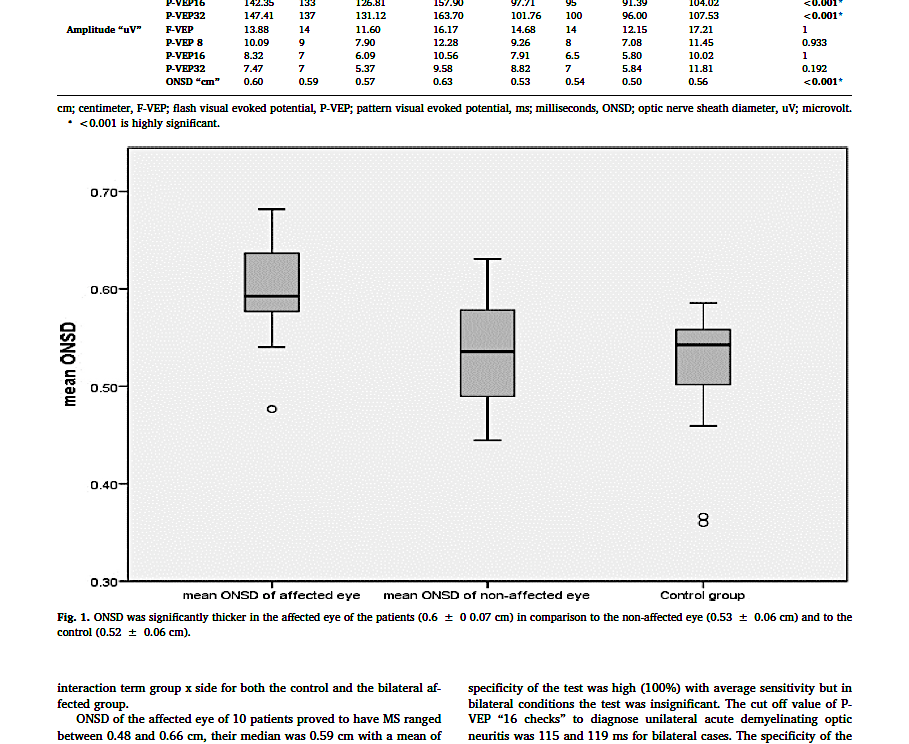 P-VEP16 142.35 133 126.81 157.90 97.71 95 91.39 104.02 <0.001*
P-VEP32 147.41 137 131.12 163.70 101.76 100 96.00 107.53 <0.001*
Amplitude “uV” F-VEP 13.88 14 11.60 16.17 14.68 14 12.15 17.21 1
P-VEP 8 10.09 9 7.90 12.28 9.26 8 7.08 11.45 0.933
P-VEP16 8.32 7 6.09 10.56 7.91 6.5 5.80 10.02 1
P-VEP32 7.47 7 5.37 9.58 8.82 7 5.84 11.81 0.192
ONSD “cm” 0.60 0.59 0.57 0.63 0.53 0.54 0.50 0.56 <0.001*
cm; centimeter, F-VEP; flash visual evoked potential, P-VEP; pattern visual evoked potential, ms; milliseconds, ONSD; optic nerve sheath diameter, uV; microvolt.
* <0.001 is highly significant.
0.70
0.60
0.50
0.40
0.30
mean ONSD
mean ONSD of affected eye mean ONSD of non-affected eye Control group
Fig. 1. ONSD was significantly thicker in the affected eye of the patients (0.6 ± 0 0.07 cm) in comparison to the non-affected eye (0.53 ± 0.06 cm) and to the
control (0.52 ± 0.06 cm).
interaction term group x side for both the control and the bilateral af-
fected group.
ONSD of the affected eye of 10 patients proved to have MS ranged
between 0.48 and 0.66 cm, their median was 0.59 cm with a mean of
specificity of the test was high (100%) with average sensitivity but in
bilateral conditions the test was insignificant. The cut off value of P-
VEP “16 checks” to diagnose unilateral acute demyelinating optic
neuritis was 115 and 119 ms for bilateral cases. The specificity of the